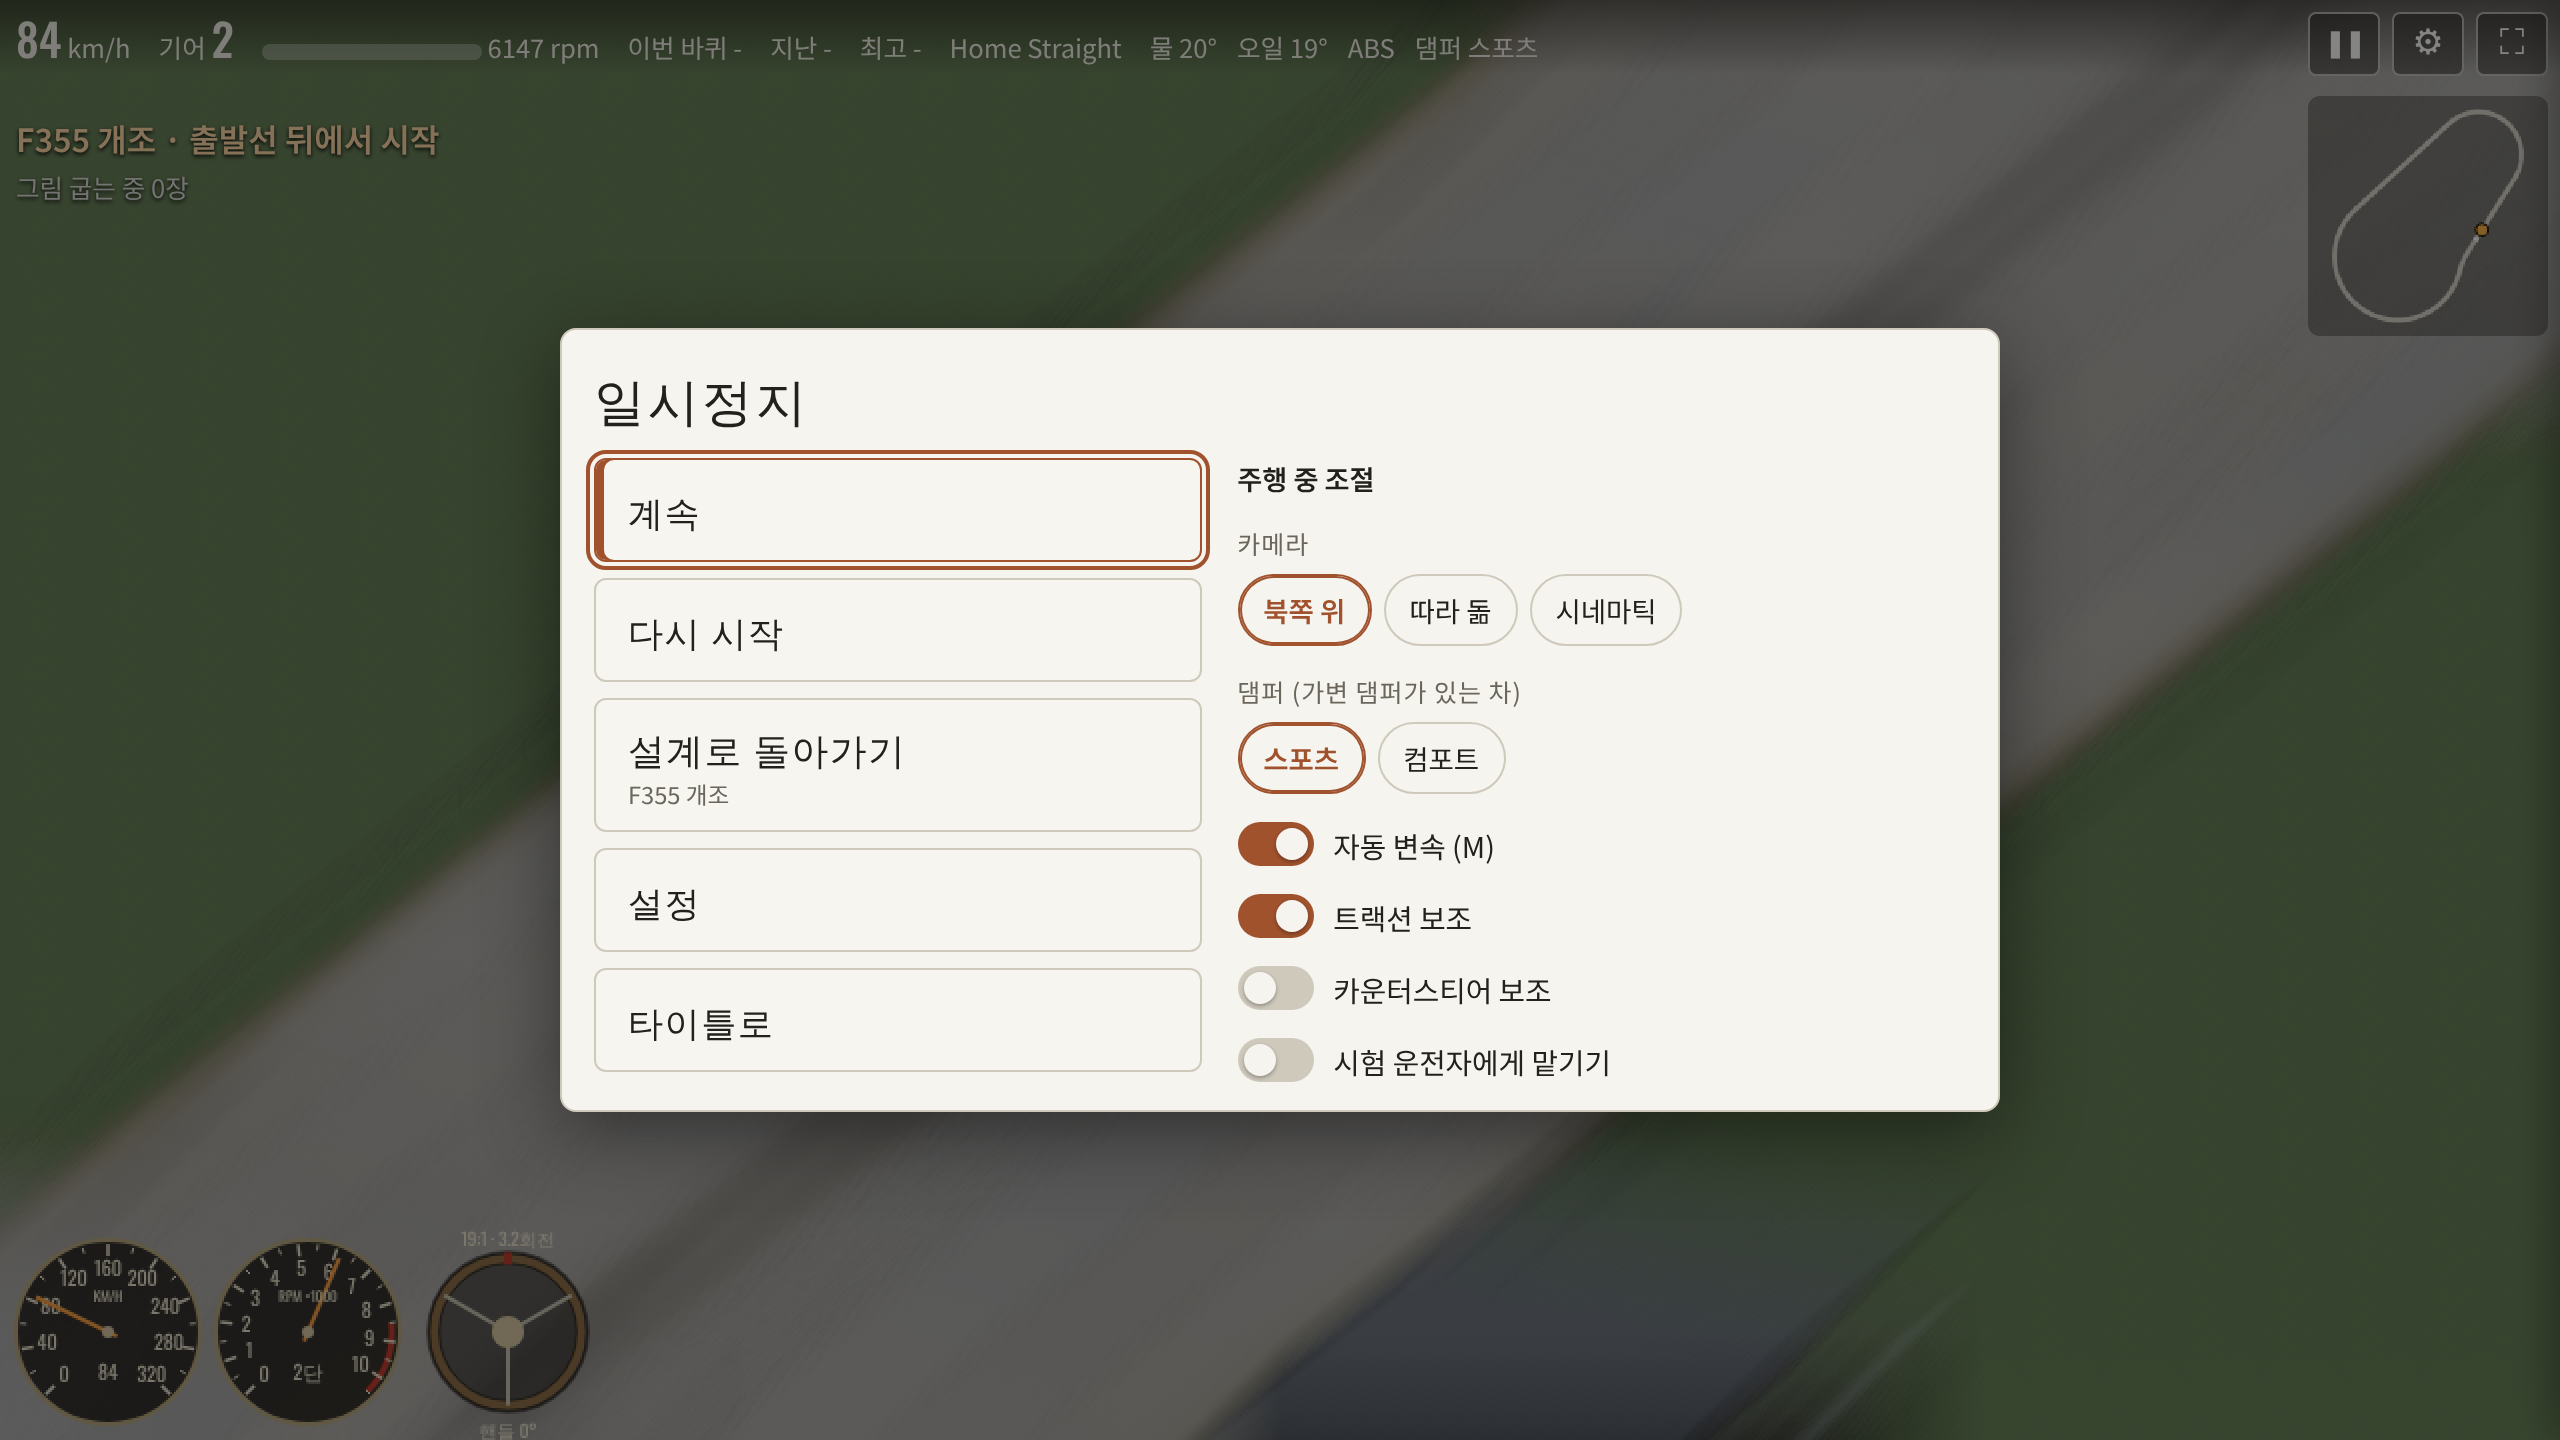 84 km/h 기어 2 6147 rpm 이번 바퀴 - 지난 - 최고 - Home Straight 물 20° 오일 19° ABS 댐퍼 스포츠
F355 개조 · 출발선 뒤에서 시작
그림 굽는 중 0장
일시정지
계속
다시 시작
설계로 돌아가기
F355 개조
설정
타이틀로
주행 중 조절
카메라
북쪽 위 따라 돎 시네마틱
댐퍼 (가변 댐퍼가 있는 차)
스포츠 컴포트
자동 변속 (M)
트랙션 보조
카운터스티어 보조
시험 운전자에게 맡기기
0 40 80 120 160 200 240 280 320
KM/H
84
0 1 2 3 4 5 6 7 8 9 10
RPM ×1000
2단
19:1 · 3.2회전
핸들 0°